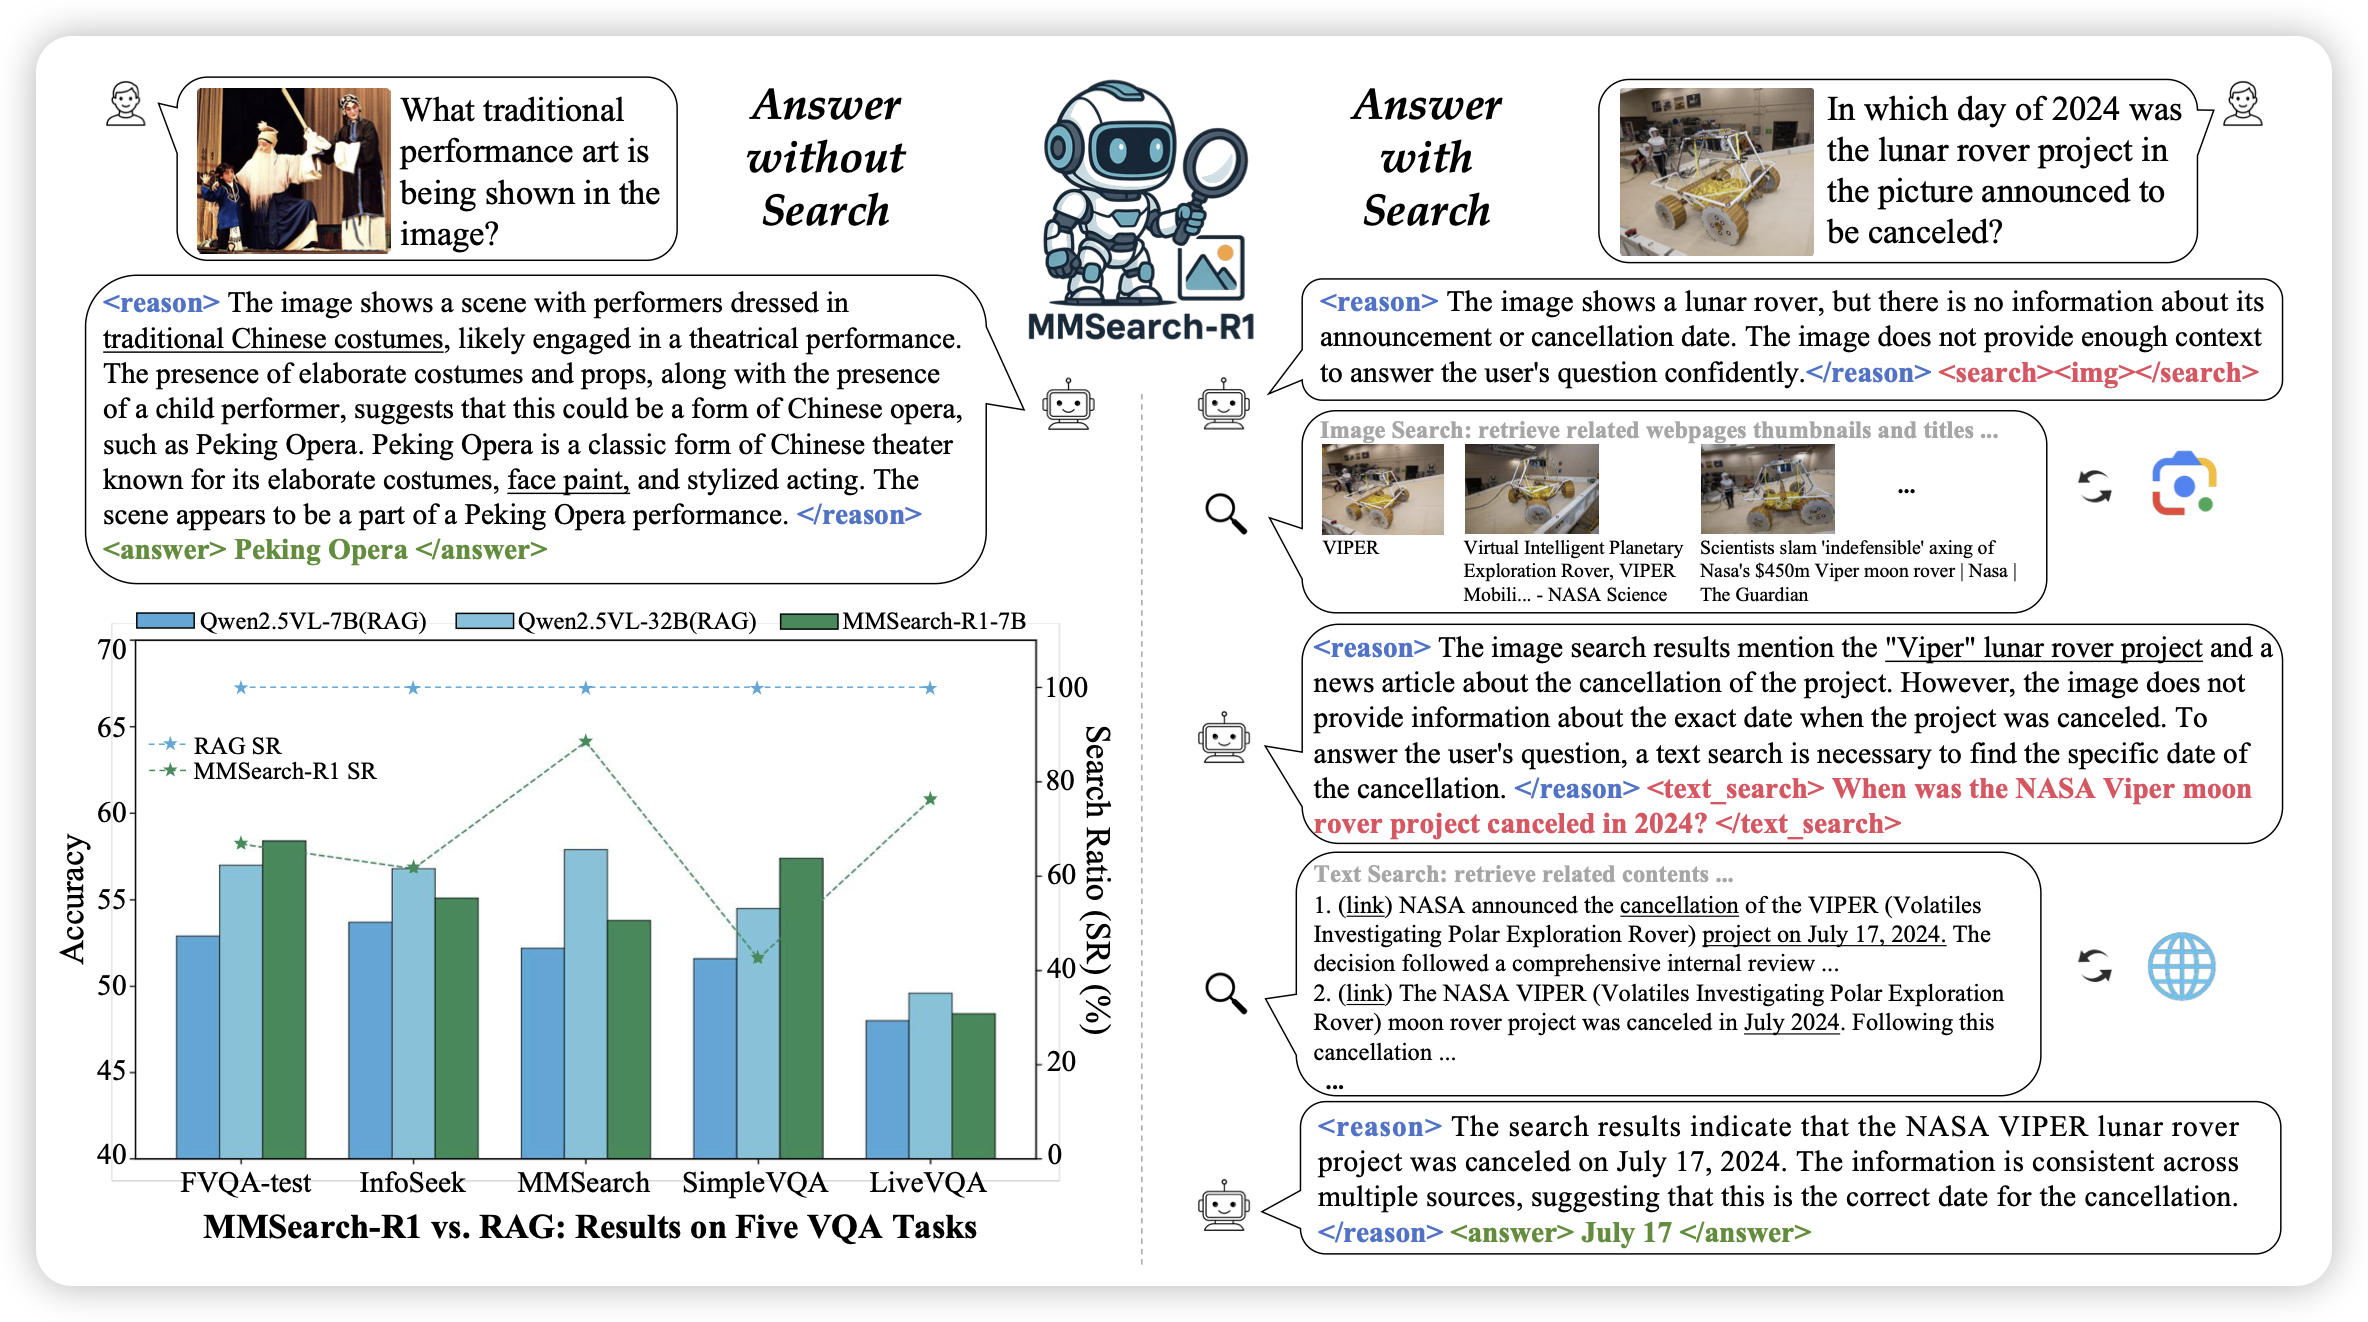 What traditional
performance art is
being shown in the
image?
Answer
without
Search
<reason> The image shows a scene with performers dressed in
traditional Chinese costumes, likely engaged in a theatrical performance.
The presence of elaborate costumes and props, along with the presence
of a child performer, suggests that this could be a form of Chinese opera,
such as Peking Opera. Peking Opera is a classic form of Chinese theater
known for its elaborate costumes, face paint, and stylized acting. The
scene appears to be a part of a Peking Opera performance. </reason>
<answer> Peking Opera </answer>
MMSearch-R1
Qwen2.5VL-7B(RAG)
Qwen2.5VL-32B(RAG)
MMSearch-R1-7B
RAG SR
MMSearch-R1 SR
Accuracy
70
65
60
55
50
45
40
Search Ratio (SR) (%)
100
80
60
40
20
0
FVQA-test
InfoSeek
MMSearch
SimpleVQA
LiveVQA
MMSearch-R1 vs. RAG: Results on Five VQA Tasks
Answer
with
Search
In which day of 2024 was
the lunar rover project in
the picture announced to
be canceled?
<reason> The image shows a lunar rover, but there is no information about its
announcement or cancellation date. The image does not provide enough context
to answer the user's question confidently.</reason> <search><img></search>
Image Search: retrieve related webpages thumbnails and titles ...
...
VIPER
Virtual Intelligent Planetary
Exploration Rover, VIPER
Mobili... - NASA Science
Scientists slam 'indefensible' axing of
Nasa's $450m Viper moon rover | Nasa |
The Guardian
<reason> The image search results mention the "Viper" lunar rover project and a
news article about the cancellation of the project. However, the image does not
provide information about the exact date when the project was canceled. To
answer the user's question, a text search is necessary to find the specific date of
the cancellation. </reason> <text_search> When was the NASA Viper moon
rover project canceled in 2024? </text_search>
Text Search: retrieve related contents ...
1. (link) NASA announced the cancellation of the VIPER (Volatiles
Investigating Polar Exploration Rover) project on July 17, 2024. The
decision followed a comprehensive internal review ...
2. (link) The NASA VIPER (Volatiles Investigating Polar Exploration
Rover) moon rover project was canceled in July 2024. Following this
cancellation ...
...
<reason> The search results indicate that the NASA VIPER lunar rover
project was canceled on July 17, 2024. The information is consistent across
multiple sources, suggesting that this is the correct date for the cancellation.
</reason> <answer> July 17 </answer>